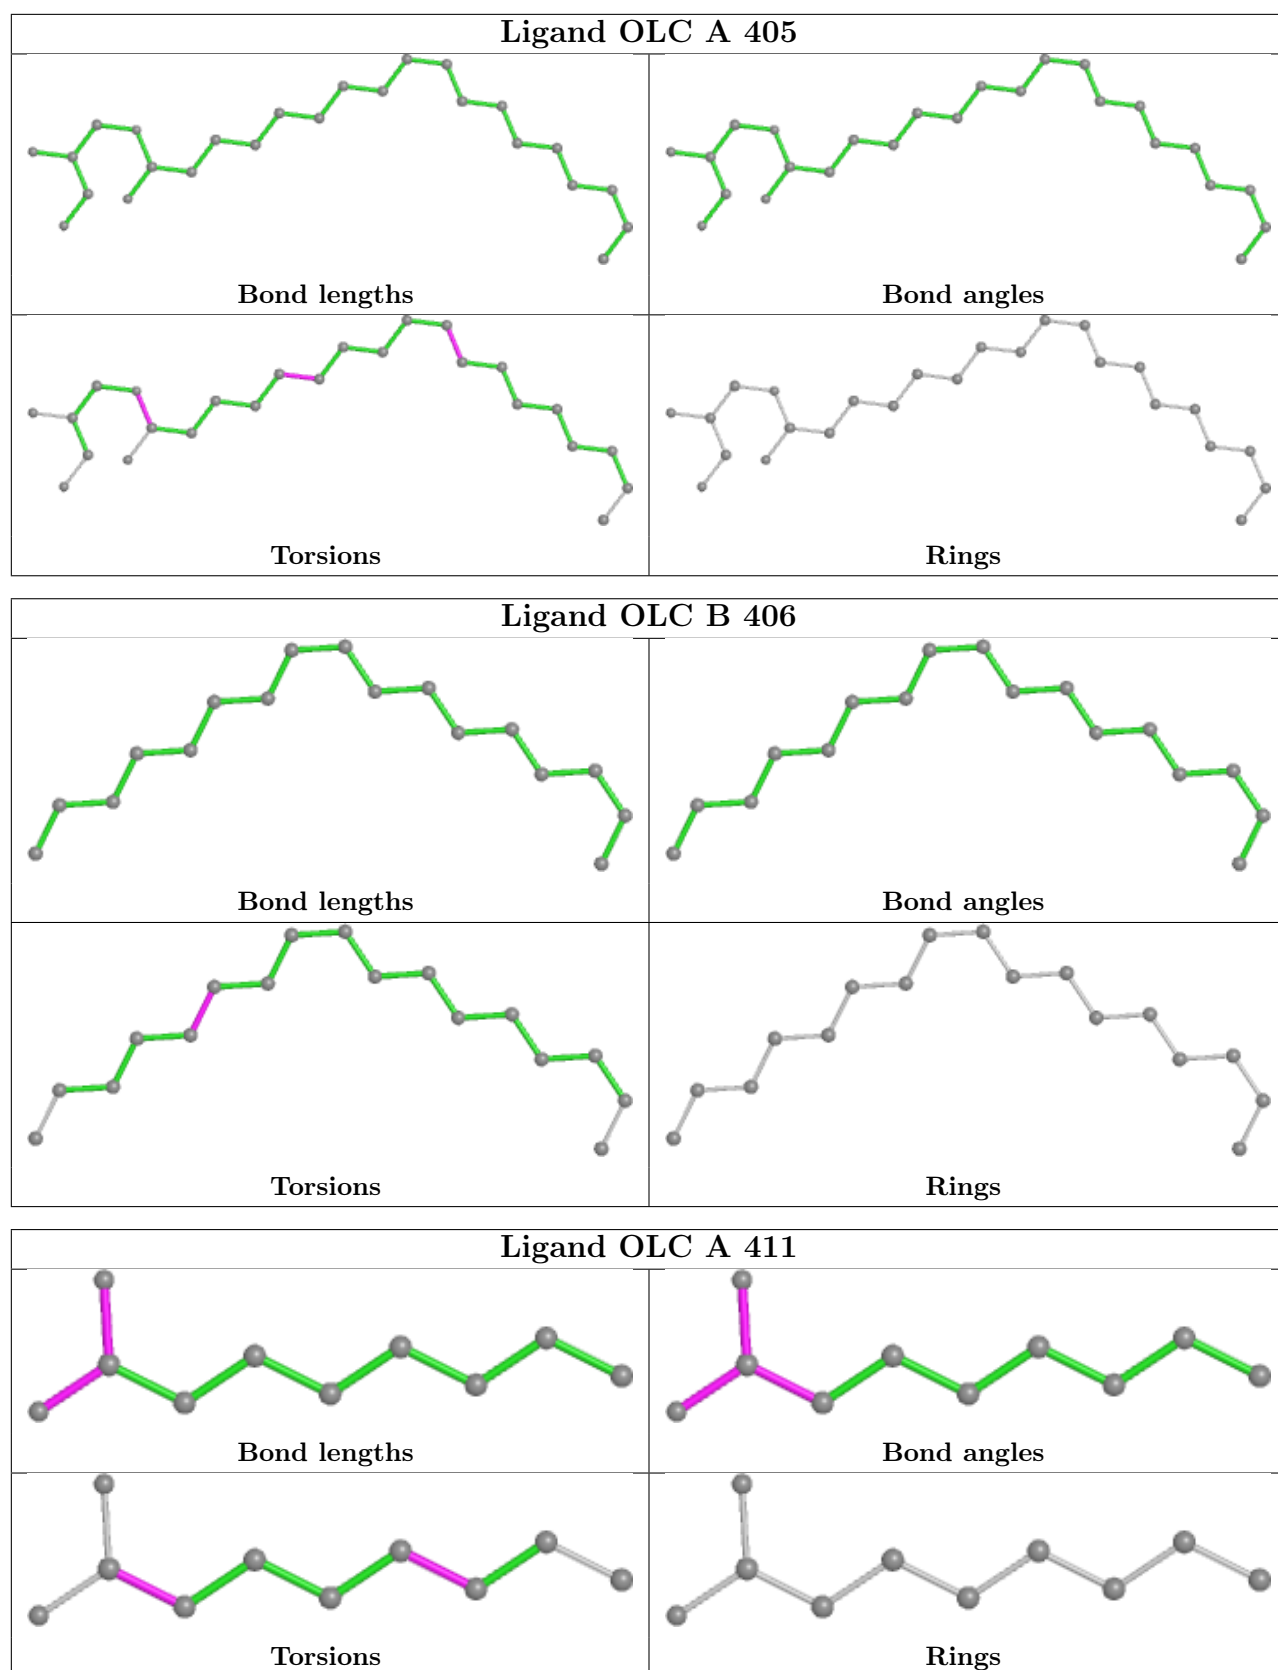 Ligand OLC A 405
Bond lengths
Bond angles
Torsions
Rings
Ligand OLC B 406
Bond lengths
Bond angles
Torsions
Rings
Ligand OLC A 411
Bond lengths
Bond angles
Torsions
Rings